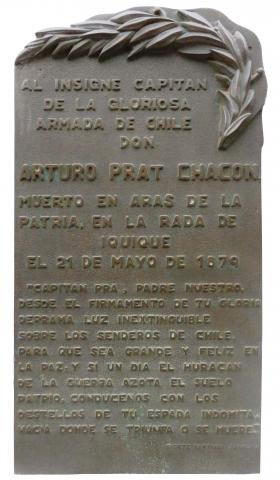 AL INSIGNE CAPITAN
DE LA GLORIOSA
ARMADA DE CHILE
DON
ARTURO PRAT CHACON
MUERTO EN ARAS DE LA
PATRIA, EN LA RADA DE
IQUIQUE
EL 21 DE MAYO DE 1879
"CAPITAN PRA, PADRE NUESTRO,
DESDE EL FIRMAMENTO DE TU GLORIA
DERRAMA LUZ INEXTINGUIBLE
SOBRE LOS SENDEROS DE CHILE,
PARA QUE SEA GRANDE Y FELIZ EN
LA PAZ, Y SI UN DIA EL HURACAN
DE LA GUERRA AZOTA EL SUELO
PATRIO, CONDUCENOS CON LOS
DESTELLOS DE TU ESPADA INDOMITA,
HACIA DONDE SE TRIUNFA O SE MUERE."